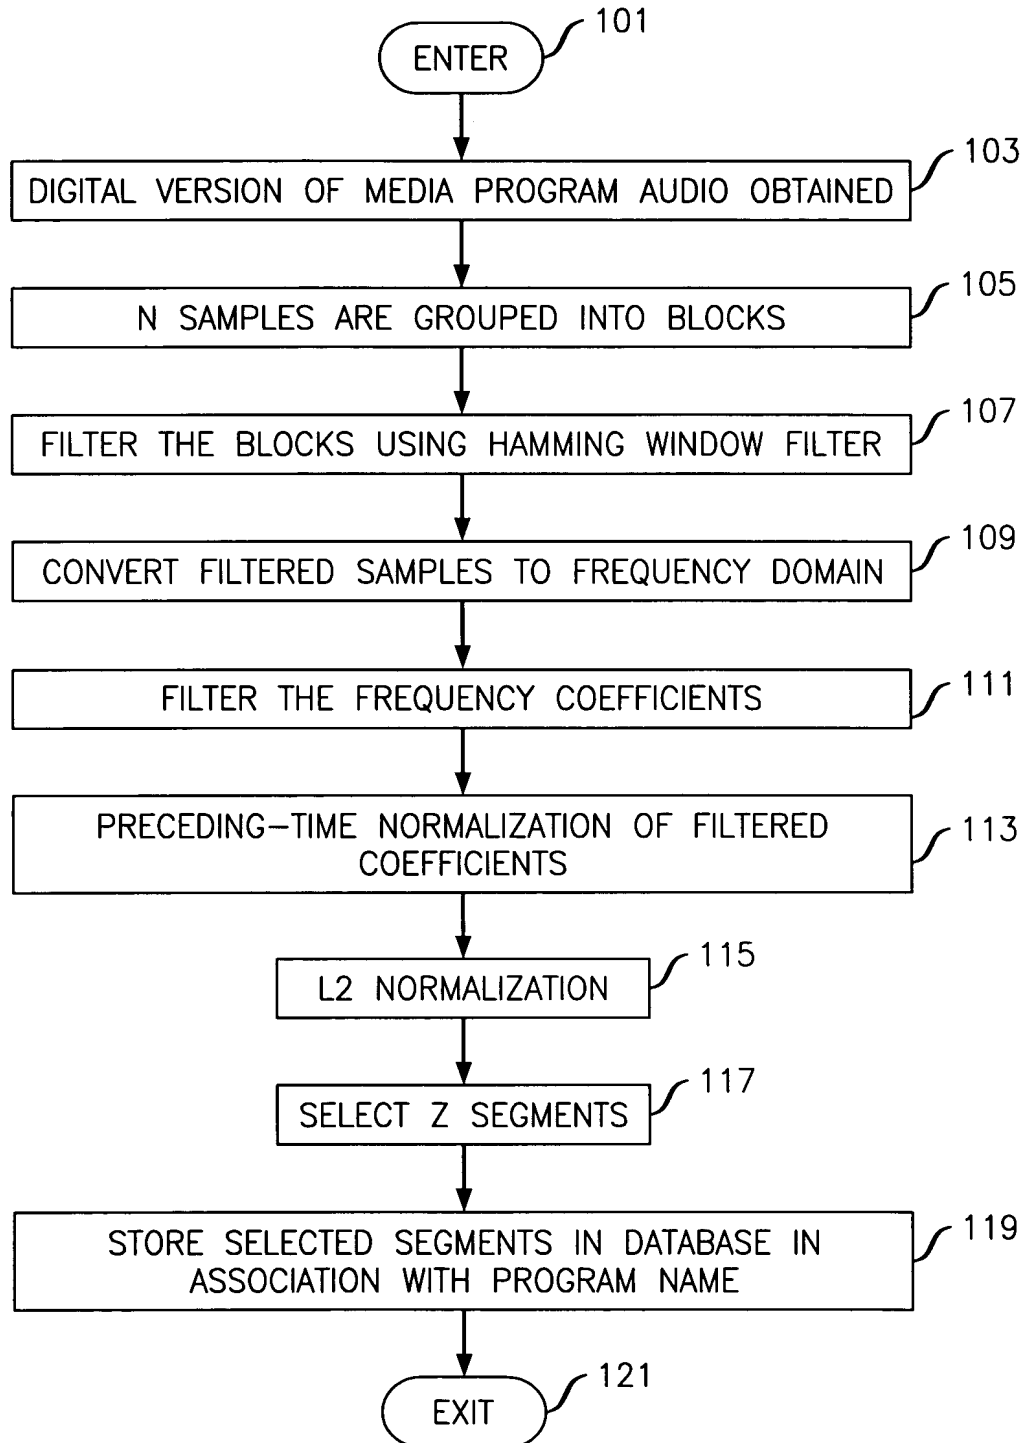 101
ENTER
103
DIGITAL VERSION OF MEDIA PROGRAM AUDIO OBTAINED
105
N SAMPLES ARE GROUPED INTO BLOCKS
107
FILTER THE BLOCKS USING HAMMING WINDOW FILTER
109
CONVERT FILTERED SAMPLES TO FREQUENCY DOMAIN
111
FILTER THE FREQUENCY COEFFICIENTS
113
PRECEDING-TIME NORMALIZATION OF FILTERED
COEFFICIENTS
115
L2 NORMALIZATION
117
SELECT Z SEGMENTS
119
STORE SELECTED SEGMENTS IN DATABASE IN
ASSOCIATION WITH PROGRAM NAME
121
EXIT